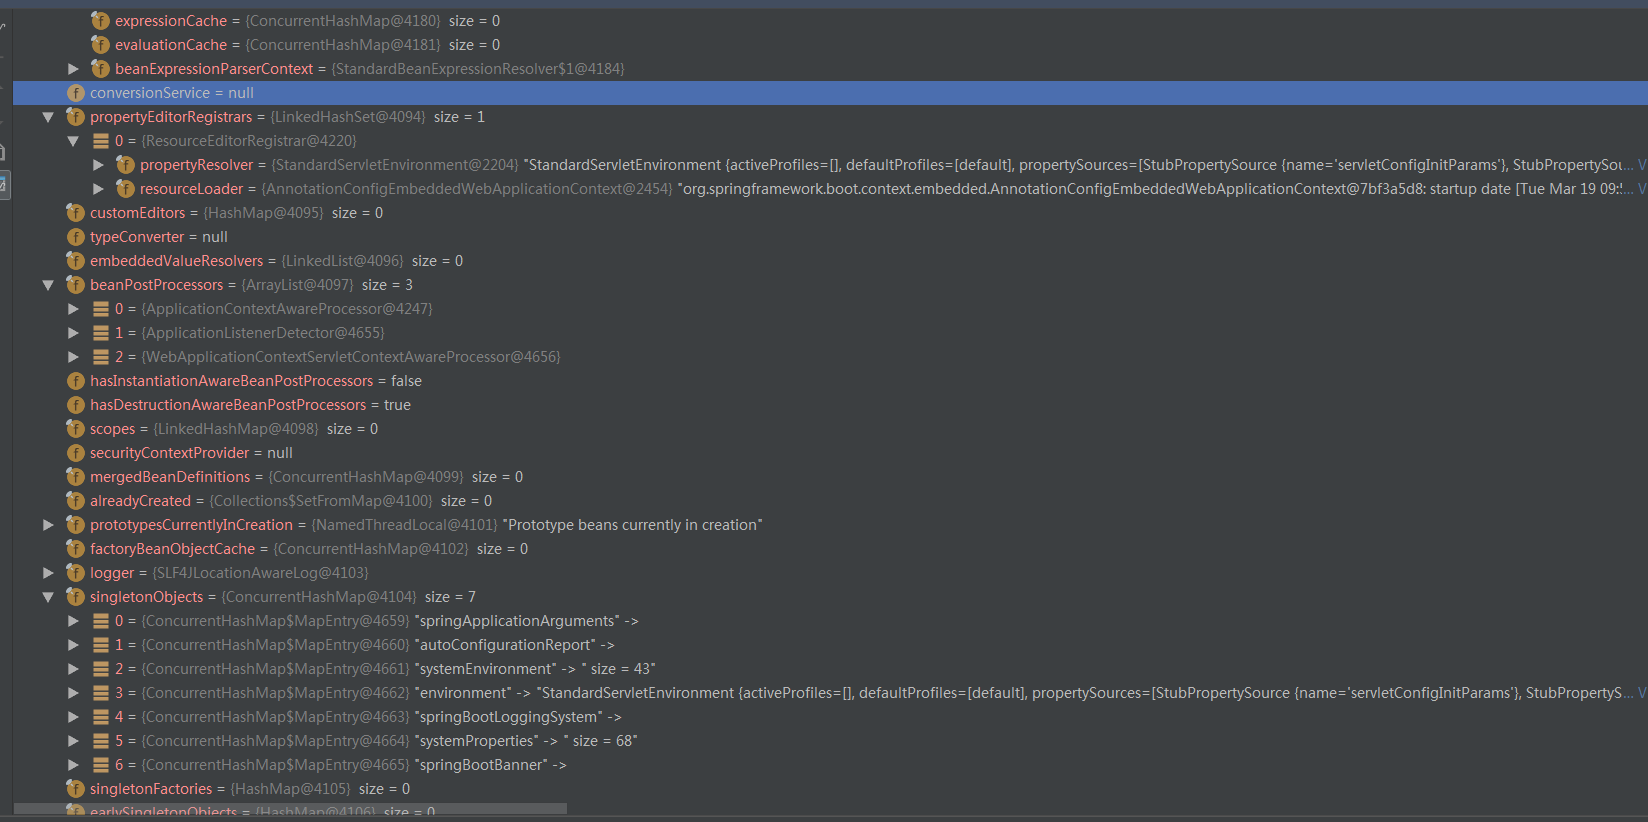 expressionCache = {ConcurrentHashMap@4180} size = 0
evaluationCache = {ConcurrentHashMap@4181} size = 0
beanExpressionParserContext = {StandardBeanExpressionResolver$1@4184}
conversionService = null
propertyEditorRegistrars = {LinkedHashSet@4094} size = 1
0 = {ResourceEditorRegistrar@4220}
propertyResolver = {StandardServletEnvironment@2204} "StandardServletEnvironment {activeProfiles=[], defaultProfiles=[default], propertySources=[StubPropertySource {name='servletConfigInitParams'}, StubPropertySou... V
resourceLoader = {AnnotationConfigEmbeddedWebApplicationContext@2454} "org.springframework.boot.context.embedded.AnnotationConfigEmbeddedWebApplicationContext@7bf3a5d8: startup date [Tue Mar 19 09:5... V
customEditors = {HashMap@4095} size = 0
typeConverter = null
embeddedValueResolvers = {LinkedList@4096} size = 0
beanPostProcessors = {ArrayList@4097} size = 3
0 = {ApplicationContextAwareProcessor@4247}
1 = {ApplicationListenerDetector@4655}
2 = {WebApplicationContextServletContextAwareProcessor@4656}
hasInstantiationAwareBeanPostProcessors = false
hasDestructionAwareBeanPostProcessors = true
scopes = {LinkedHashMap@4098} size = 0
securityContextProvider = null
mergedBeanDefinitions = {ConcurrentHashMap@4099} size = 0
alreadyCreated = {Collections$SetFromMap@4100} size = 0
prototypesCurrentlyInCreation = {NamedThreadLocal@4101} "Prototype beans currently in creation"
factoryBeanObjectCache = {ConcurrentHashMap@4102} size = 0
logger = {SLF4JLocationAwareLog@4103}
singletonObjects = {ConcurrentHashMap@4104} size = 7
0 = {ConcurrentHashMap$MapEntry@4659} "springApplicationArguments" ->
1 = {ConcurrentHashMap$MapEntry@4660} "autoConfigurationReport" ->
2 = {ConcurrentHashMap$MapEntry@4661} "systemEnvironment" -> " size = 43"
3 = {ConcurrentHashMap$MapEntry@4662} "environment" -> "StandardServletEnvironment {activeProfiles=[], defaultProfiles=[default], propertySources=[StubPropertySource {name='servletConfigInitParams'}, StubPropertyS... V
4 = {ConcurrentHashMap$MapEntry@4663} "springBootLoggingSystem" ->
5 = {ConcurrentHashMap$MapEntry@4664} "systemProperties" -> " size = 68"
6 = {ConcurrentHashMap$MapEntry@4665} "springBootBanner" ->
singletonFactories = {HashMap@4105} size = 0
earlySingletonObjects = {HashMap@4106} size = 0